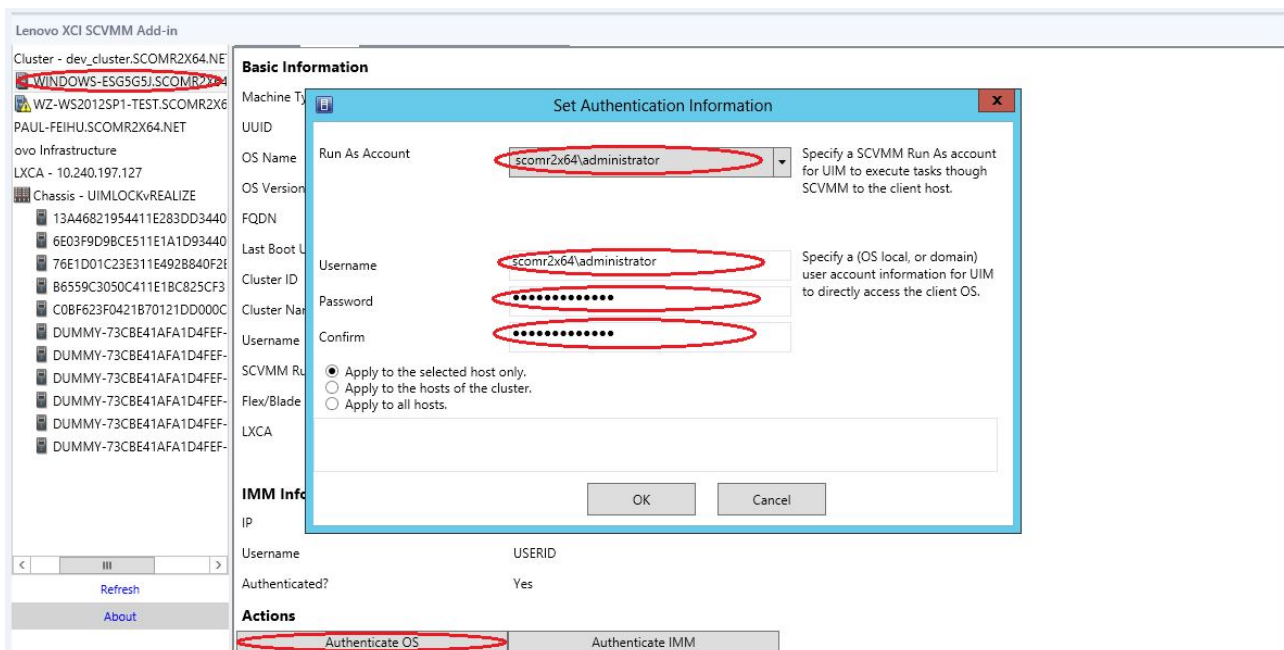 Lenovo XCI SCVMM Add-in
Cluster - dev_cluster.SCOMR2X64.NE
WINDOWS-ESG5G5J.SCOMR2X64
WZ-WS2012SP1-TEST.SCOMR2X6
PAUL-FEIHU.SCOMR2X64.NET
ovo Infrastructure
LXCA - 10.240.197.127
Chassis - UIMLOCKvREALIZE
13A46821954411E283DD3440
6E03F9D9BCE511E1A1D93440
76E1D01C23E311E492B840F2E
B6559C3050C411E1BC825CF3
C0BF623F0421B70121DD000C
DUMMY-73CBE41AFA1D4FEF-
DUMMY-73CBE41AFA1D4FEF-
DUMMY-73CBE41AFA1D4FEF-
DUMMY-73CBE41AFA1D4FEF-
DUMMY-73CBE41AFA1D4FEF-
DUMMY-73CBE41AFA1D4FEF-
Refresh
About
Basic Information
Machine Ty
UUID
OS Name
OS Version
FQDN
Last Boot U
Cluster ID
Cluster Nar
Username
SCVMM Ru
Flex/Blade
LXCA
Set Authentication Information
x
Run As Account
scomr2x64\administrator
Specify a SCVMM Run As account
for UIM to execute tasks though
SCVMM to the client host.
Username
scomr2x64\administrator
Specify a (OS local, or domain)
user account information for UIM
to directly access the client OS.
Password
•••••••••••••
Confirm
•••••••••••••
Apply to the selected host only.
Apply to the hosts of the cluster.
Apply to all hosts.
OK
Cancel
IMM Info
IP
Username
USERID
Authenticated?
Yes
Actions
Authenticate OS
Authenticate IMM